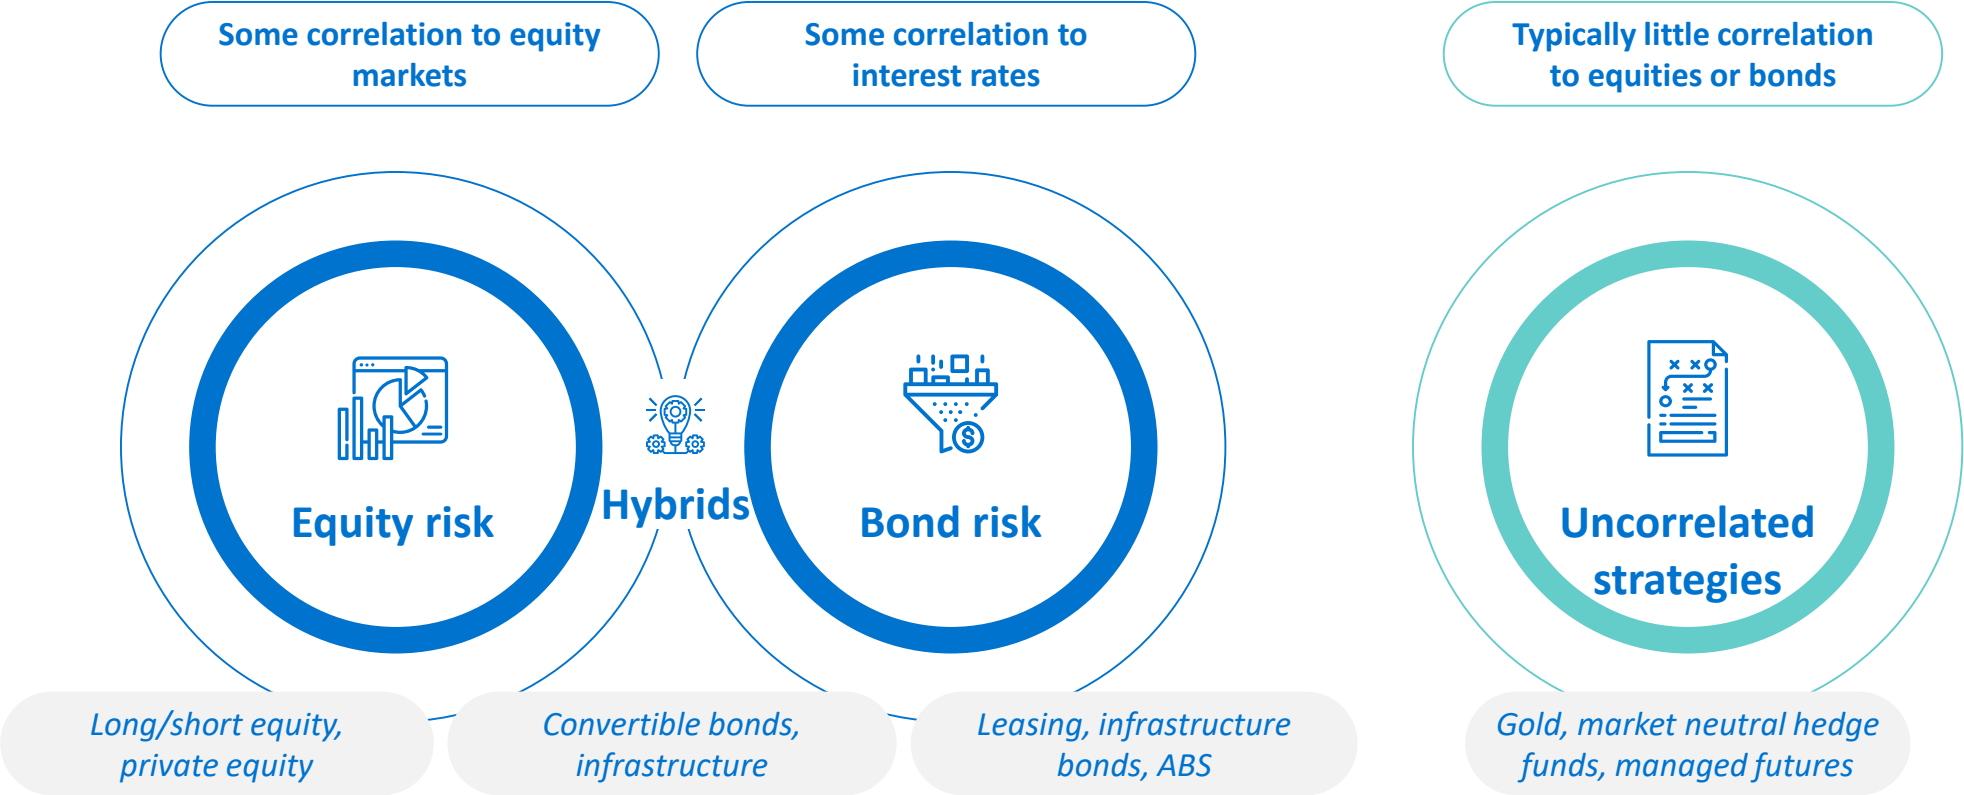 Some correlation to equity
markets
Some correlation to
interest rates
Typically little correlation
to equities or bonds
Equity risk
Hybrids
Bond risk
Uncorrelated
strategies
Long/short equity,
private equity
Convertible bonds,
infrastructure
Leasing, infrastructure
bonds, ABS
Gold, market neutral hedge
funds, managed futures